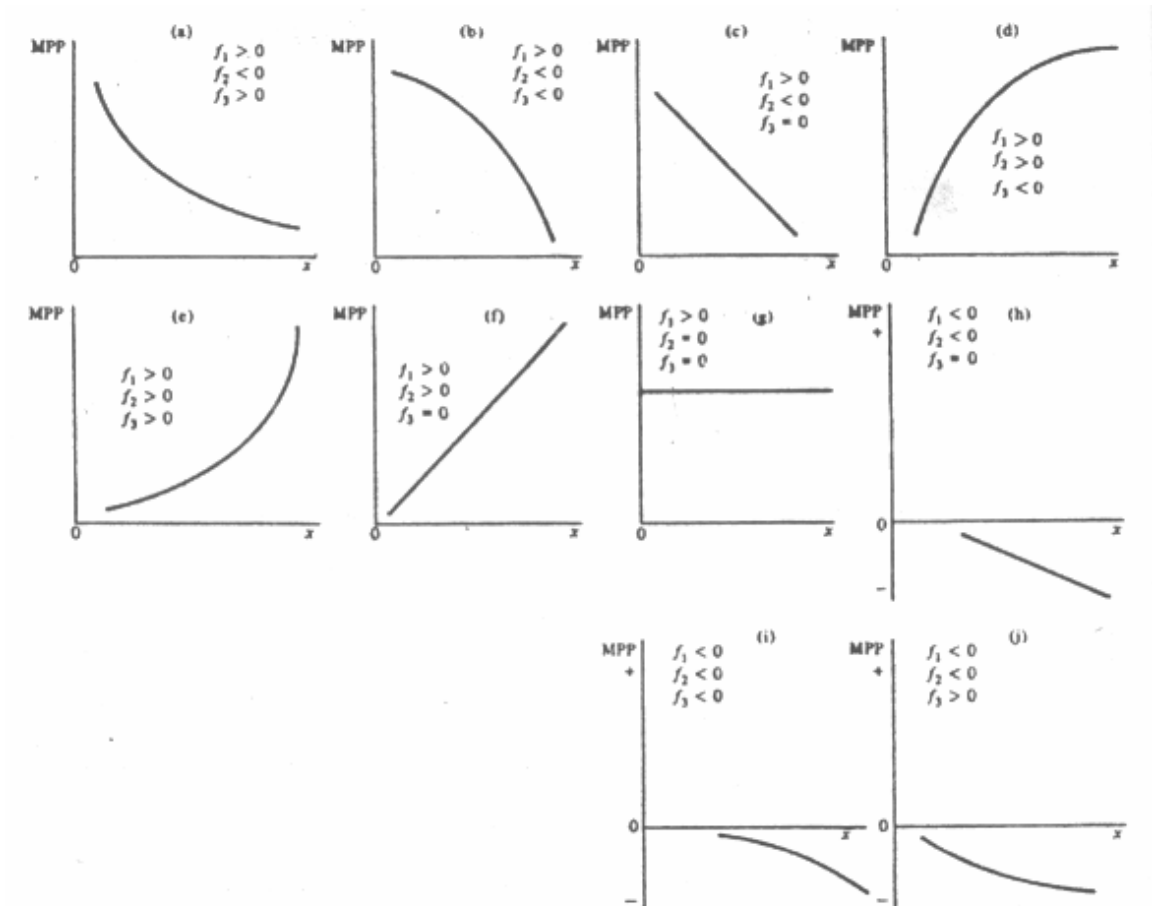 (a)
MPP
f₁ > 0
f₂ < 0
f₃ > 0
0
x
(b)
MPP
f₁ > 0
f₂ < 0
f₃ < 0
0
x
(c)
MPP
f₁ > 0
f₂ < 0
f₃ = 0
0
x
(d)
MPP
f₁ > 0
f₂ > 0
f₃ < 0
0
x
(e)
MPP
f₁ > 0
f₂ > 0
f₃ > 0
0
x
(f)
MPP
f₁ > 0
f₂ > 0
f₃ = 0
0
x
(g)
MPP
f₁ > 0
f₂ = 0
f₃ = 0
0
x
(h)
MPP
+
f₁ < 0
f₂ < 0
f₃ = 0
0
x
−
(i)
MPP
+
f₁ < 0
f₂ < 0
f₃ < 0
0
x
−
(j)
MPP
+
f₁ < 0
f₂ < 0
f₃ > 0
0
x
−